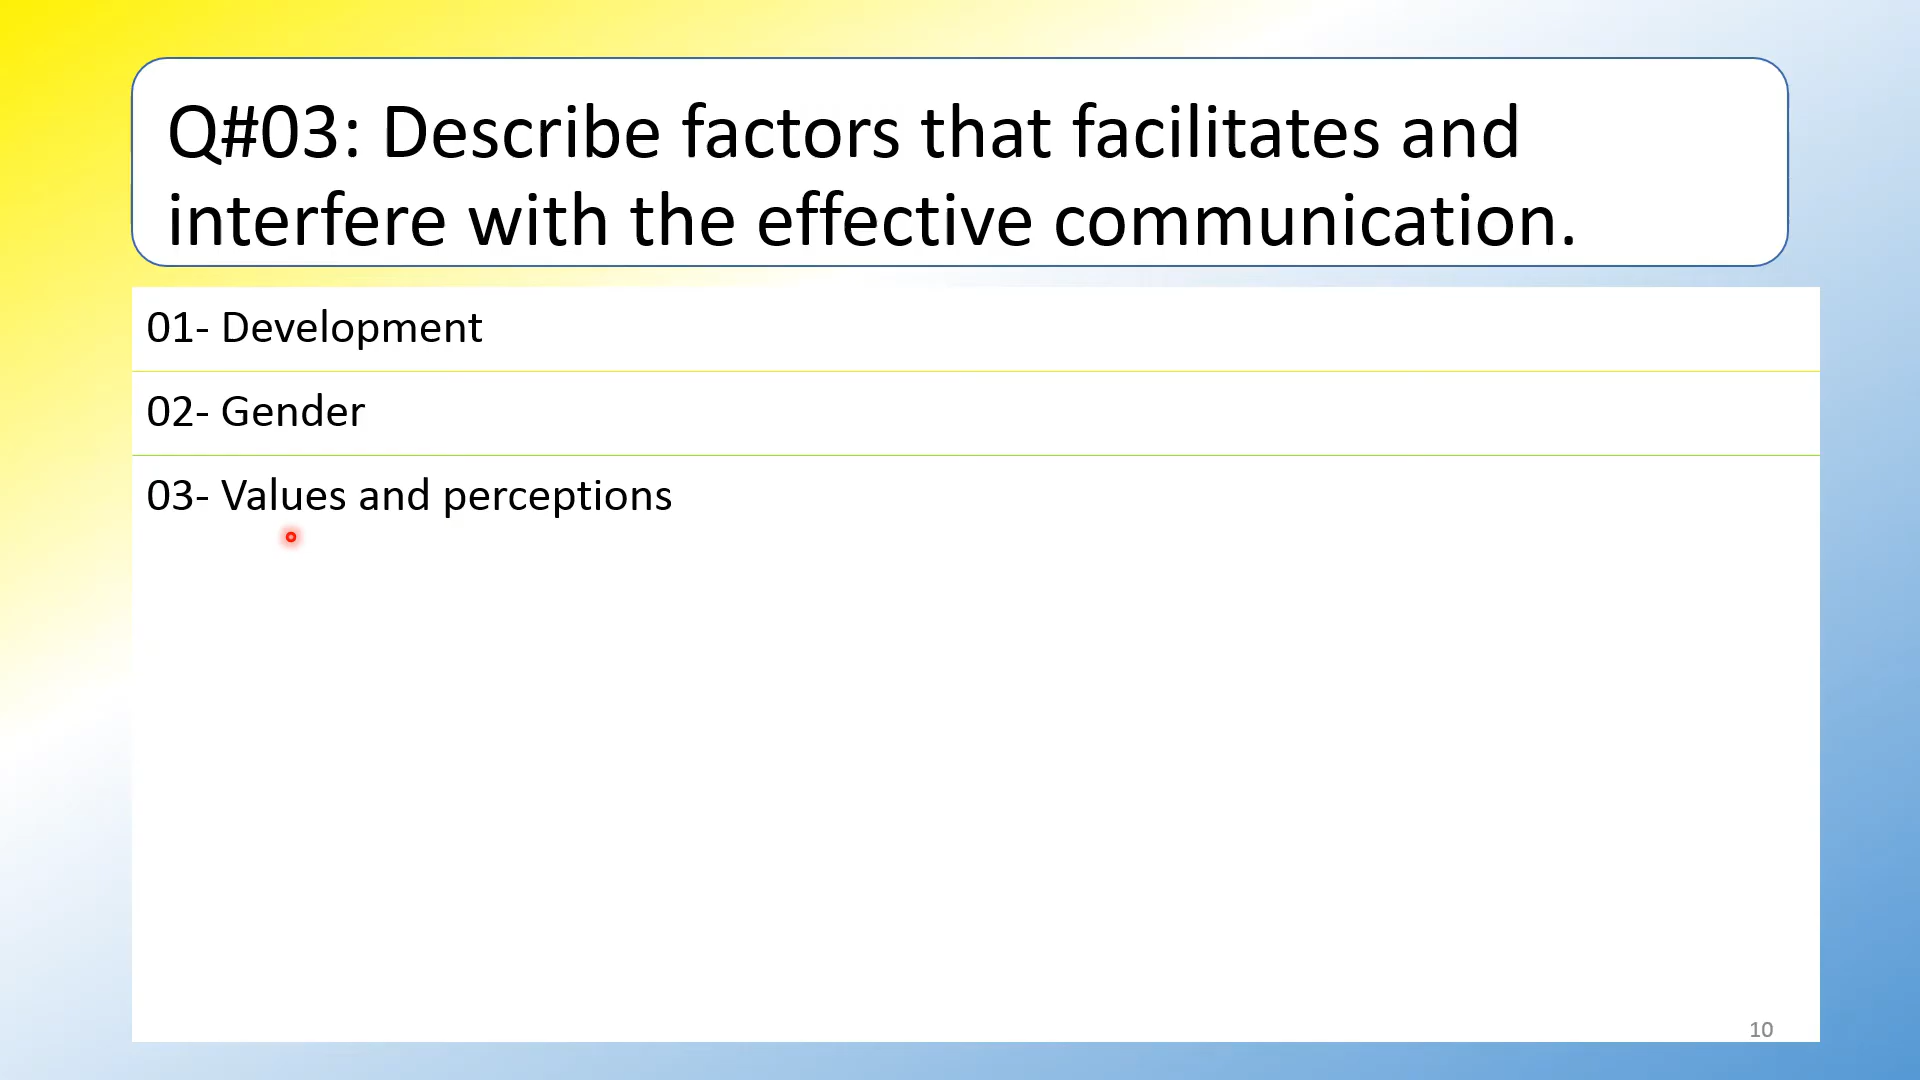 Q#03: Describe factors that facilitates and
interfere with the effective communication.
01- Development
02- Gender
03- Values and perceptions
10